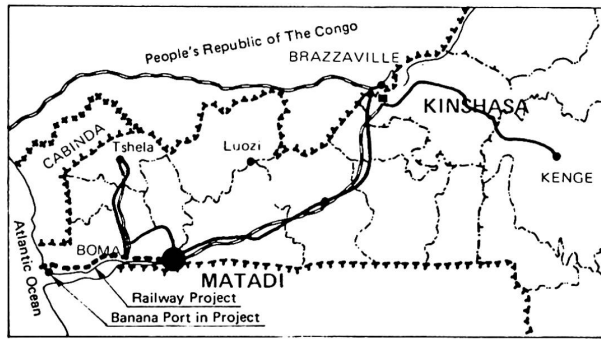 People's Republic of The Congo
BRAZZAVILLE
KINSHASA
CABINDA
Tshela
Luozi
KENGE
Atlantic Ocean
BOMA
MATADI
Railway Project
Banana Port in Project